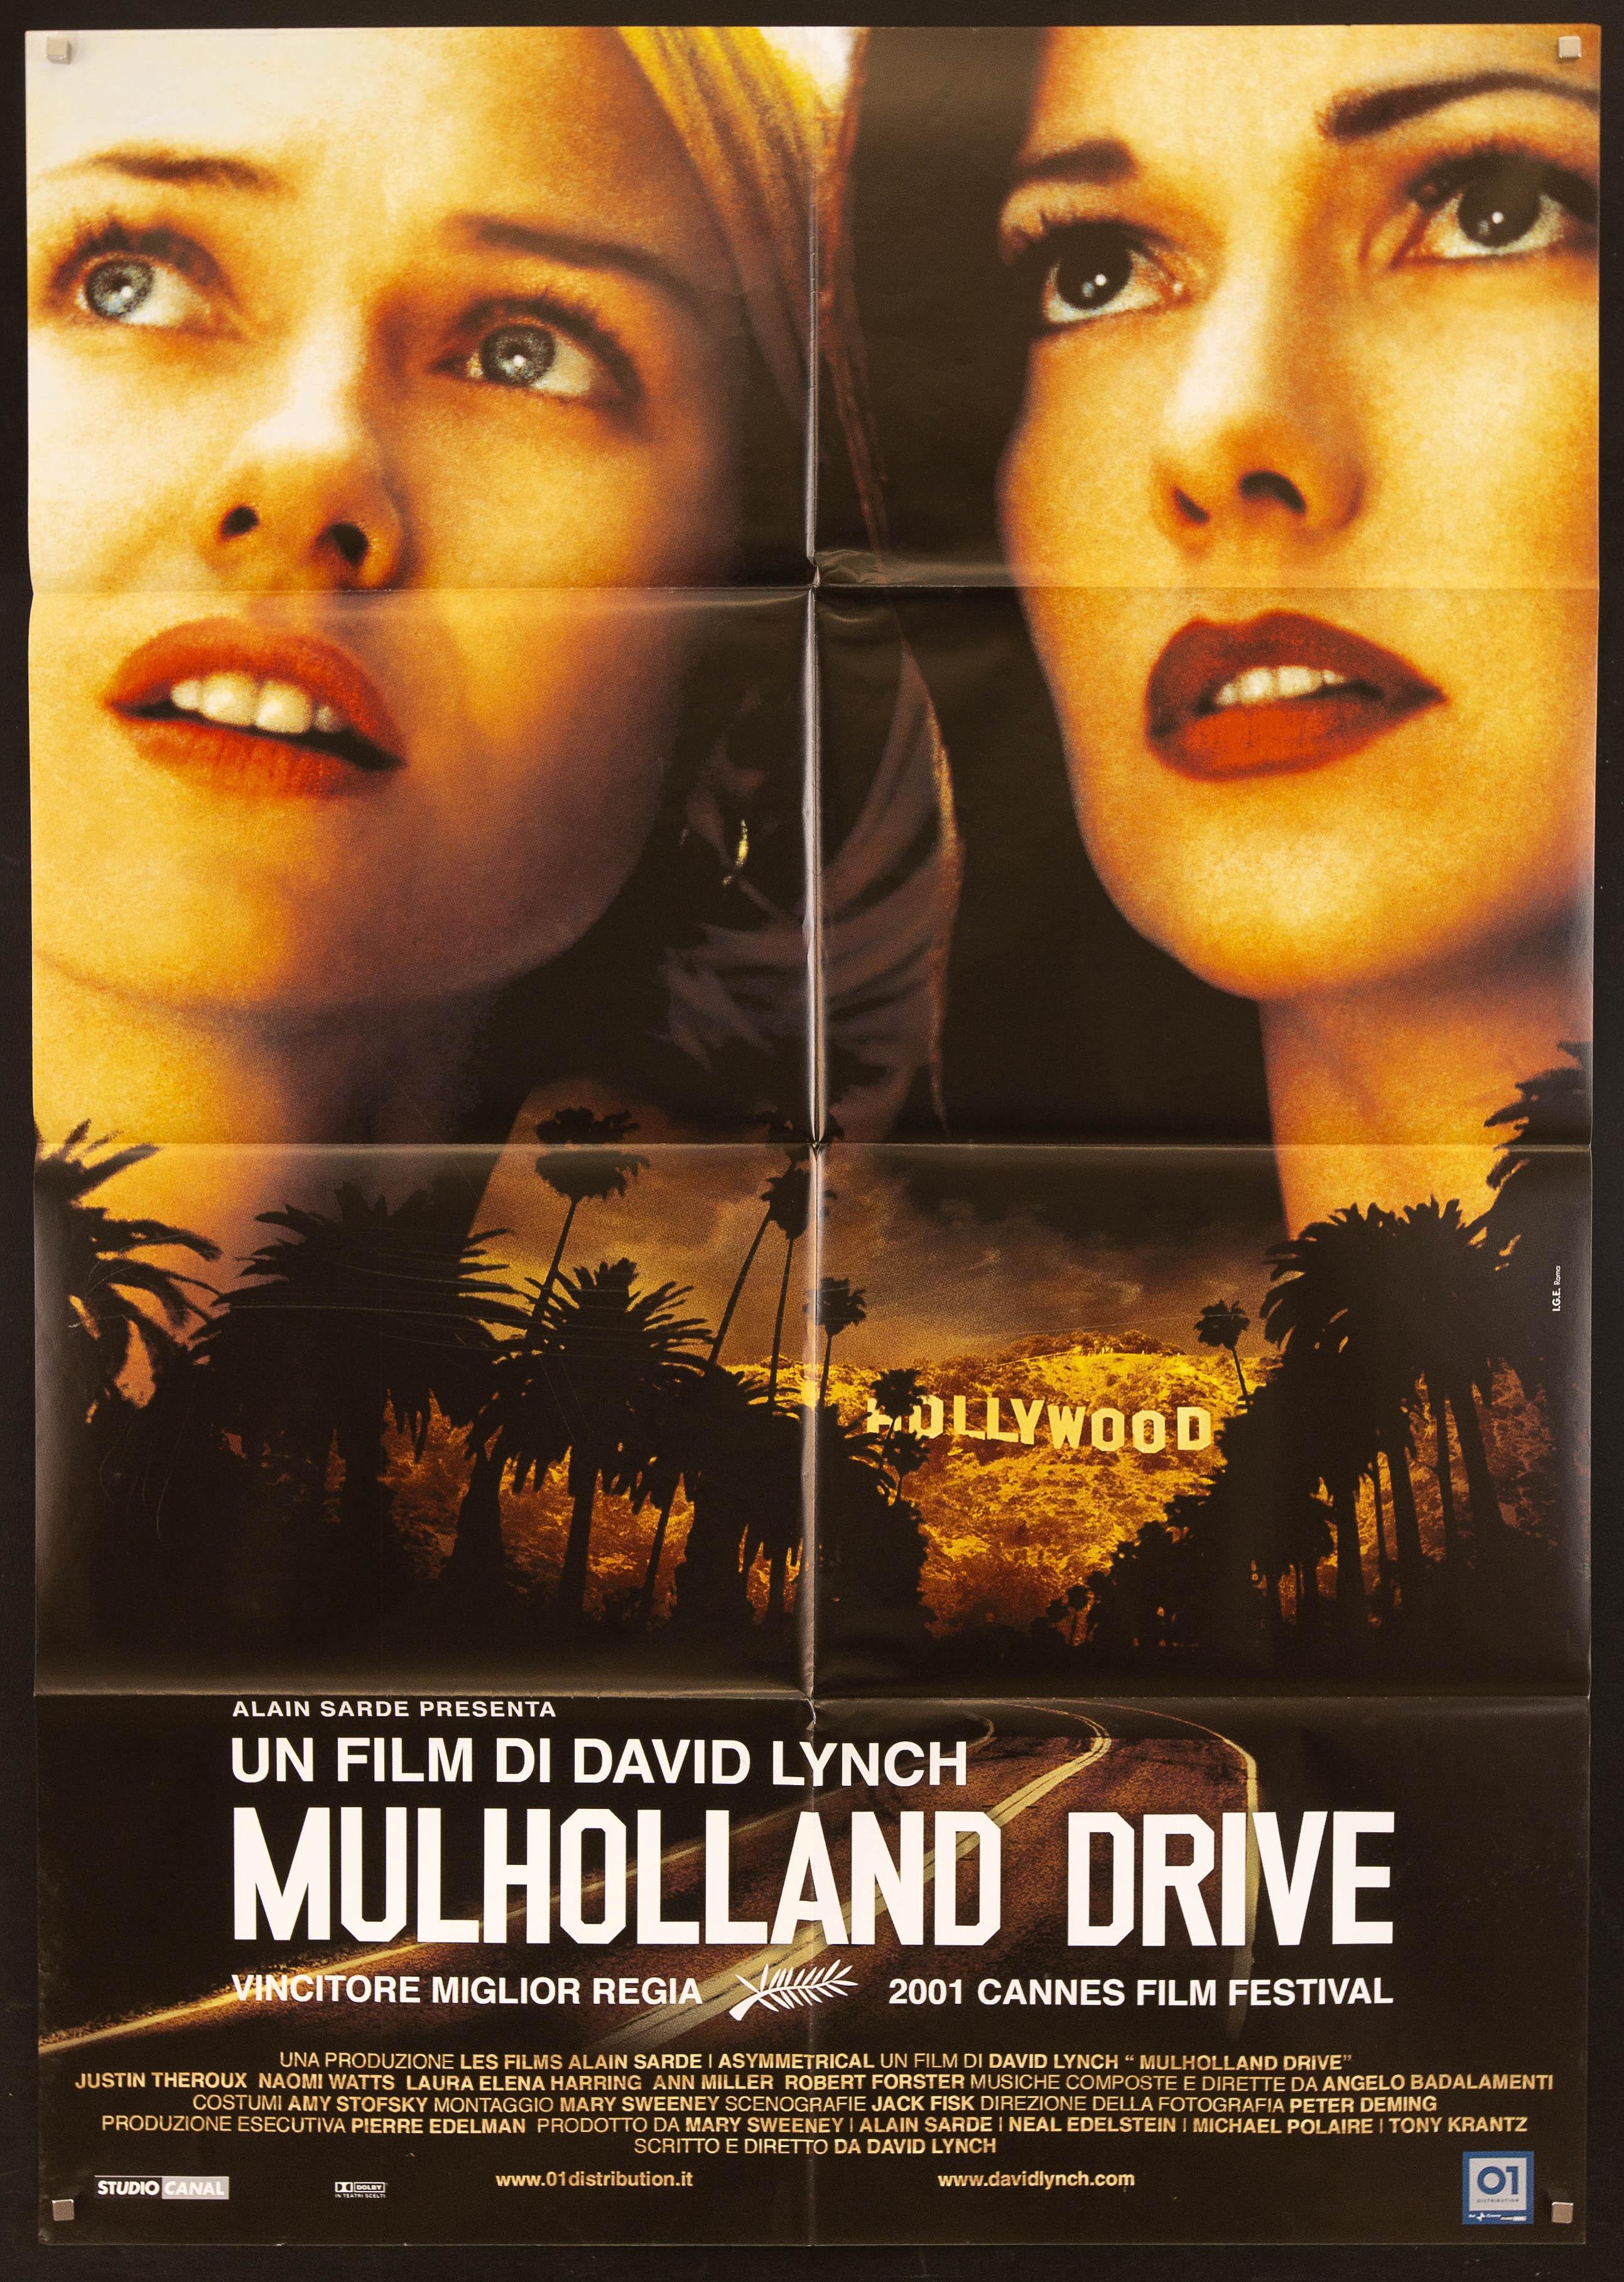 HOLLYWOOD
I.G.E. Roma
ALAIN SARDE PRESENTA
UN FILM DI DAVID LYNCH
MULHOLLAND DRIVE
VINCITORE MIGLIOR REGIA 2001 CANNES FILM FESTIVAL
UNA PRODUZIONE LES FILMS ALAIN SARDE | ASYMMETRICAL UN FILM DI DAVID LYNCH “ MULHOLLAND DRIVE”
JUSTIN THEROUX NAOMI WATTS LAURA ELENA HARRING ANN MILLER ROBERT FORSTER MUSICHE COMPOSTE E DIRETTE DA ANGELO BADALAMENTI
COSTUMI AMY STOFSKY MONTAGGIO MARY SWEENEY SCENOGRAFIE JACK FISK DIREZIONE DELLA FOTOGRAFIA PETER DEMING
PRODUZIONE ESECUTIVA PIERRE EDELMAN PRODOTTO DA MARY SWEENEY | ALAIN SARDE | NEAL EDELSTEIN | MICHAEL POLAIRE | TONY KRANTZ
SCRITTO E DIRETTO DA DAVID LYNCH
STUDIO CANAL
DOLBY
IN TEATRI SCELTI
www.01distribution.it
www.davidlynch.com
01
DISTRIBUTION